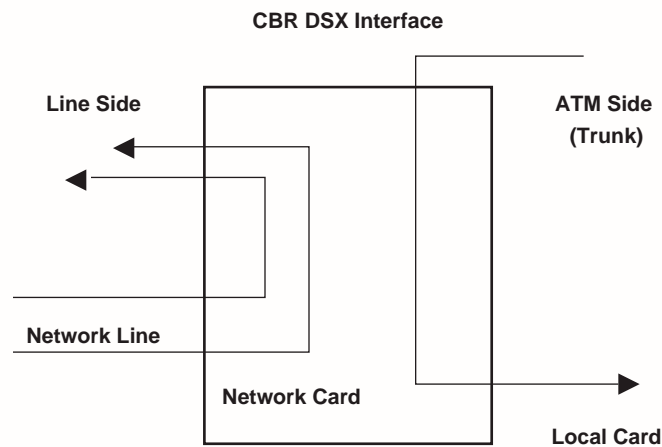 CBR DSX Interface
Line Side
ATM Side
(Trunk)
Network Line
Network Card
Local Card